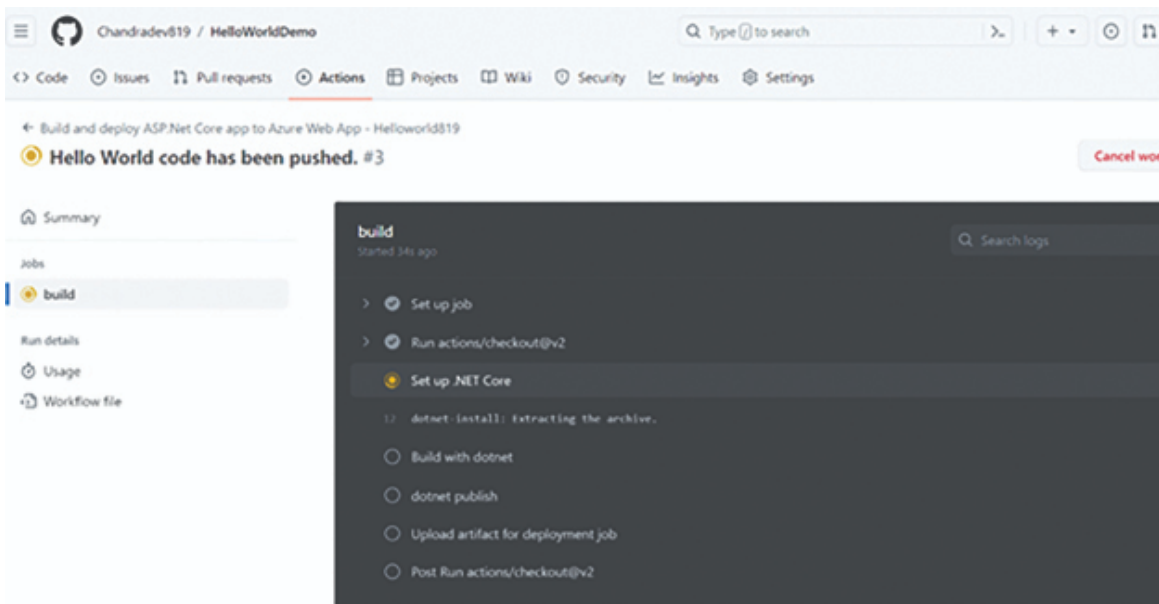 Chandradev819 / HelloWorldDemo
Type / to search
<> Code Issues Pull requests Actions Projects Wiki Security Insights Settings
← Build and deploy ASP.Net Core app to Azure Web App - Helloworld819
Hello World code has been pushed. #3
Cancel wor
Summary
Jobs
build
Run details
Usage
Workflow file
build
Started 34s ago
Search logs
Set up job
Run actions/checkout@v2
Set up .NET Core
12 dotnet-install: Extracting the archive.
Build with dotnet
dotnet publish
Upload artifact for deployment job
Post Run actions/checkout@v2